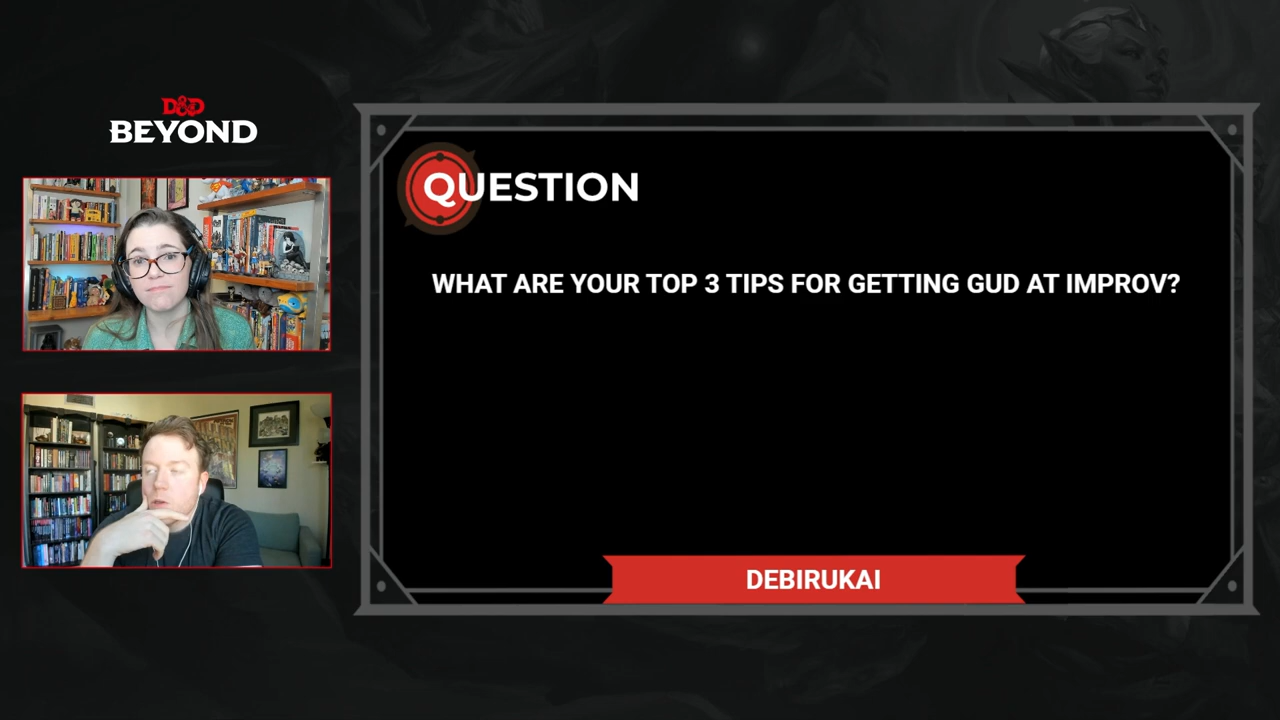 D&D
BEYOND
QUESTION
WHAT ARE YOUR TOP 3 TIPS FOR GETTING GUD AT IMPROV?
DEBIRUKAI